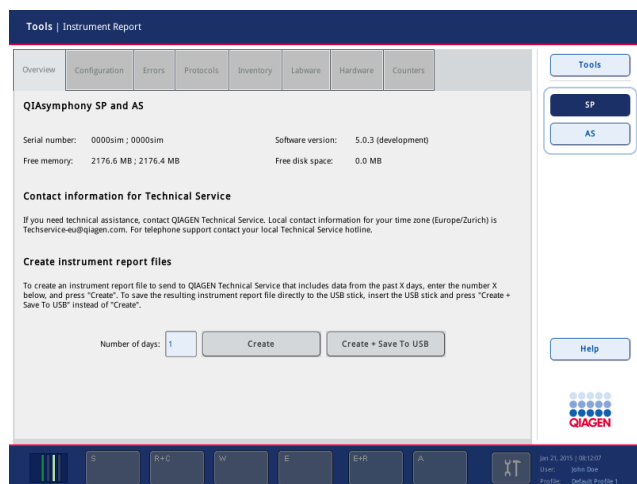 Tools | Instrument Report
Tools
Overview Configuration Errors Protocols Inventory Labware Hardware Counters
SP
AS
QIAsymphony SP and AS
Serial number: 0000sim ; 0000sim Software version: 5.0.3 (development)
Free memory: 2176.6 MB ; 2176.4 MB Free disk space: 0.0 MB
Contact information for Technical Service
If you need technical assistance, contact QIAGEN Technical Service. Local contact information for your time zone (Europe/Zurich) is
Techservice-eu@qiagen.com. For telephone support contact your local Technical Service hotline.
Create instrument report files
To create an instrument report file to send to QIAGEN Technical Service that includes data from the past X days, enter the number X
below, and press "Create". To save the resulting instrument report file directly to the USB stick, insert the USB stick and press "Create +
Save To USB" instead of "Create".
Number of days: 1 Create Create + Save To USB
Help
QIAGEN
S R+C W E E+R A
Jan 21, 2015 | 08:12:07
User: John Doe
Profile: Default Profile 1